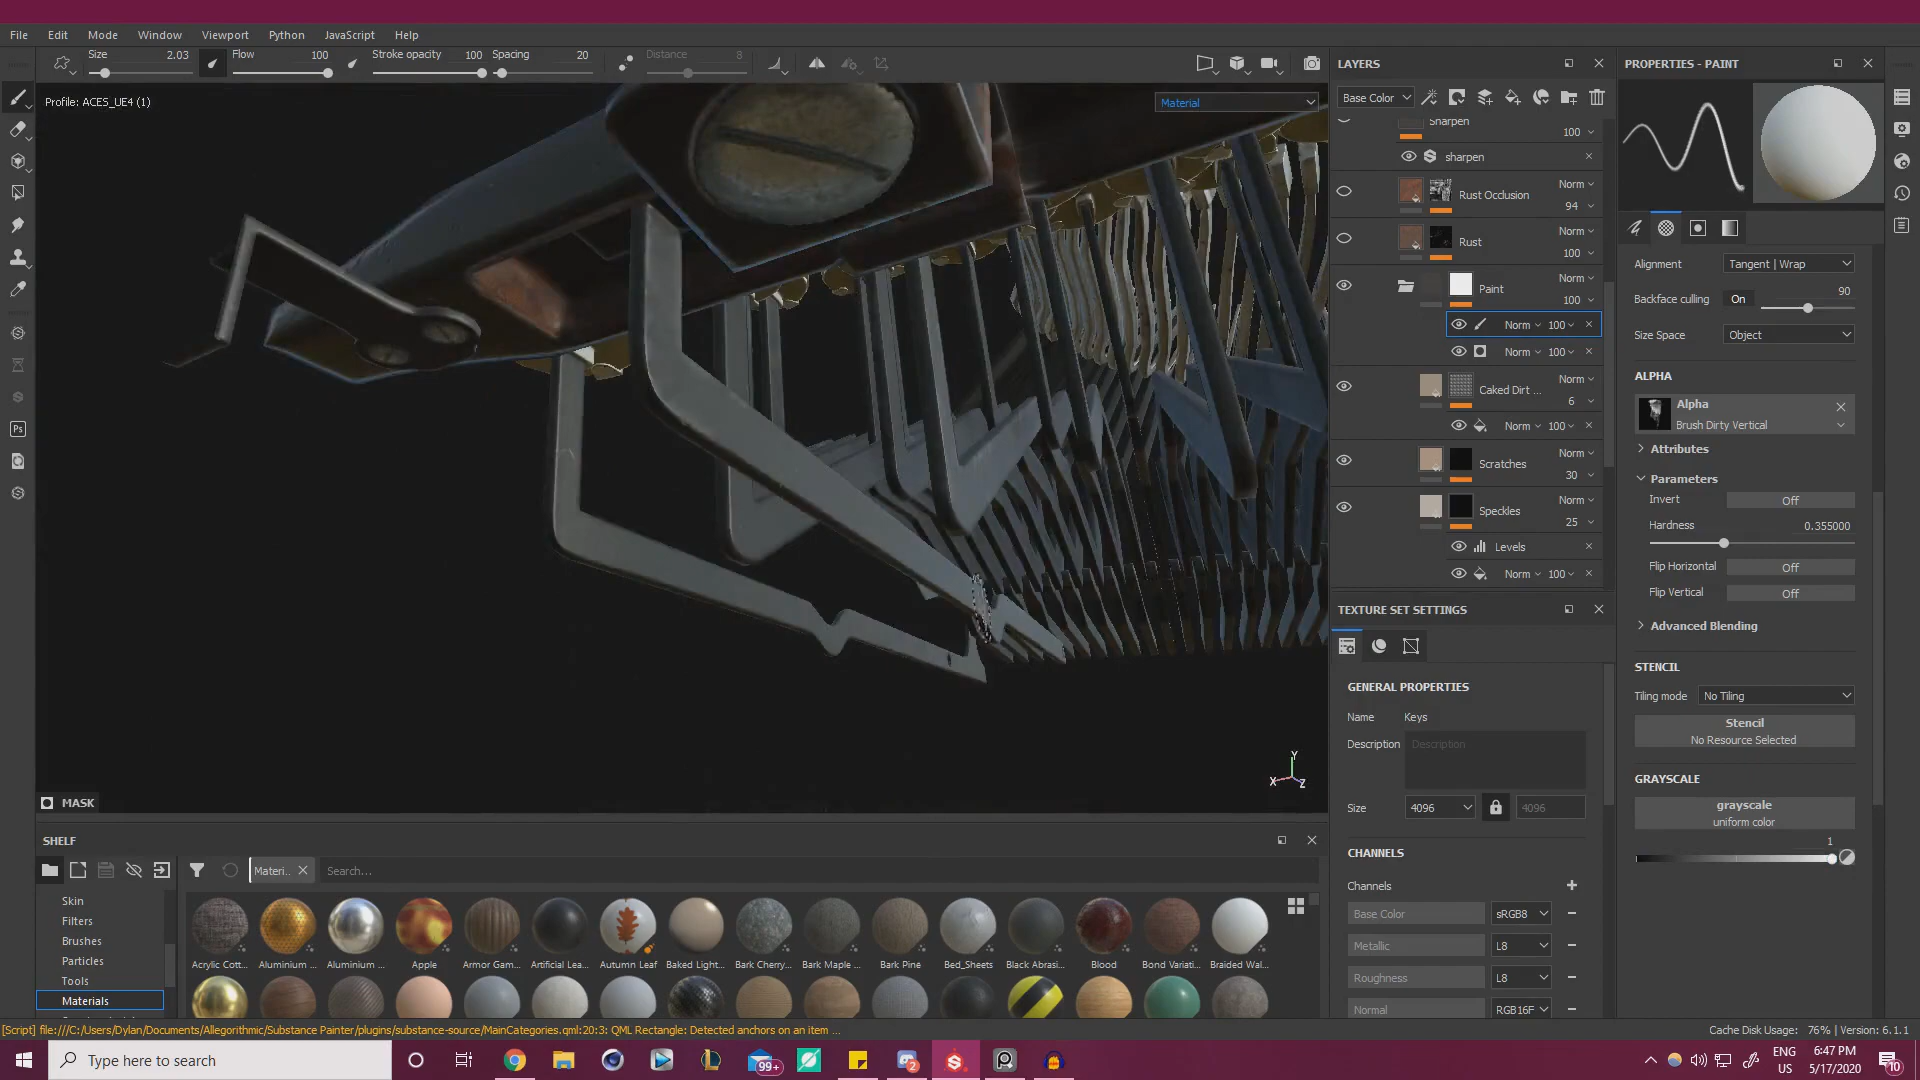 File Edit Mode Window Viewport Python JavaScript Help
Size 2.03 Flow 100 Stroke opacity 100 Spacing 20 Distance 8
Profile: ACES_UE4 (1)
Material
MASK
Y
X Z
LAYERS
Base Color
Sharpen
100
sharpen
Rust Occlusion Norm
94
Rust Norm
100
Paint Norm
100
Norm 100
Norm 100
Caked Dirt ... Norm
6
Norm 100
Scratches Norm
30
Speckles Norm
25
Levels
Norm 100
TEXTURE SET SETTINGS
GENERAL PROPERTIES
Name Keys
Description Description
Size 4096 4096
CHANNELS
Channels
Base Color sRGB8
Metallic L8
Roughness L8
Normal RGB16F
PROPERTIES - PAINT
Alignment Tangent | Wrap
Backface culling On 90
Size Space Object
ALPHA
Alpha
Brush Dirty Vertical
Attributes
Parameters
Invert Off
Hardness 0.355000
Flip Horizontal Off
Flip Vertical Off
Advanced Blending
STENCIL
Tiling mode No Tiling
Stencil
No Resource Selected
GRAYSCALE
grayscale
uniform color
1
Ps
SHELF
Materi.. Search...
Skin
Filters
Brushes
Particles
Tools
Materials
Acrylic Cott... Aluminium ... Aluminium ... Apple Armor Gam... Artificial Lea... Autumn Leaf Baked Light... Bark Cherry... Bark Maple ... Bark Pine Bed_Sheets Black Abrasi... Blood Bond Variati... Braided Wal...
[Script] file:///C:/Users/Dylan/Documents/Allegorithmic/Substance Painter/plugins/substance-source/MainCategories.qml:20:3: QML Rectangle: Detected anchors on an item ...
Cache Disk Usage: 76% | Version: 6.1.1
Type here to search
99+
2
ENG
US
6:47 PM
5/17/2020
10